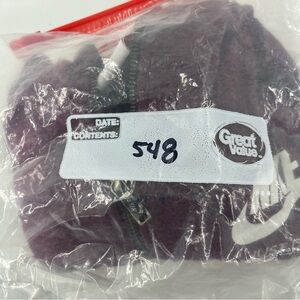 DATE:
CONTENTS:
548
Great
Value